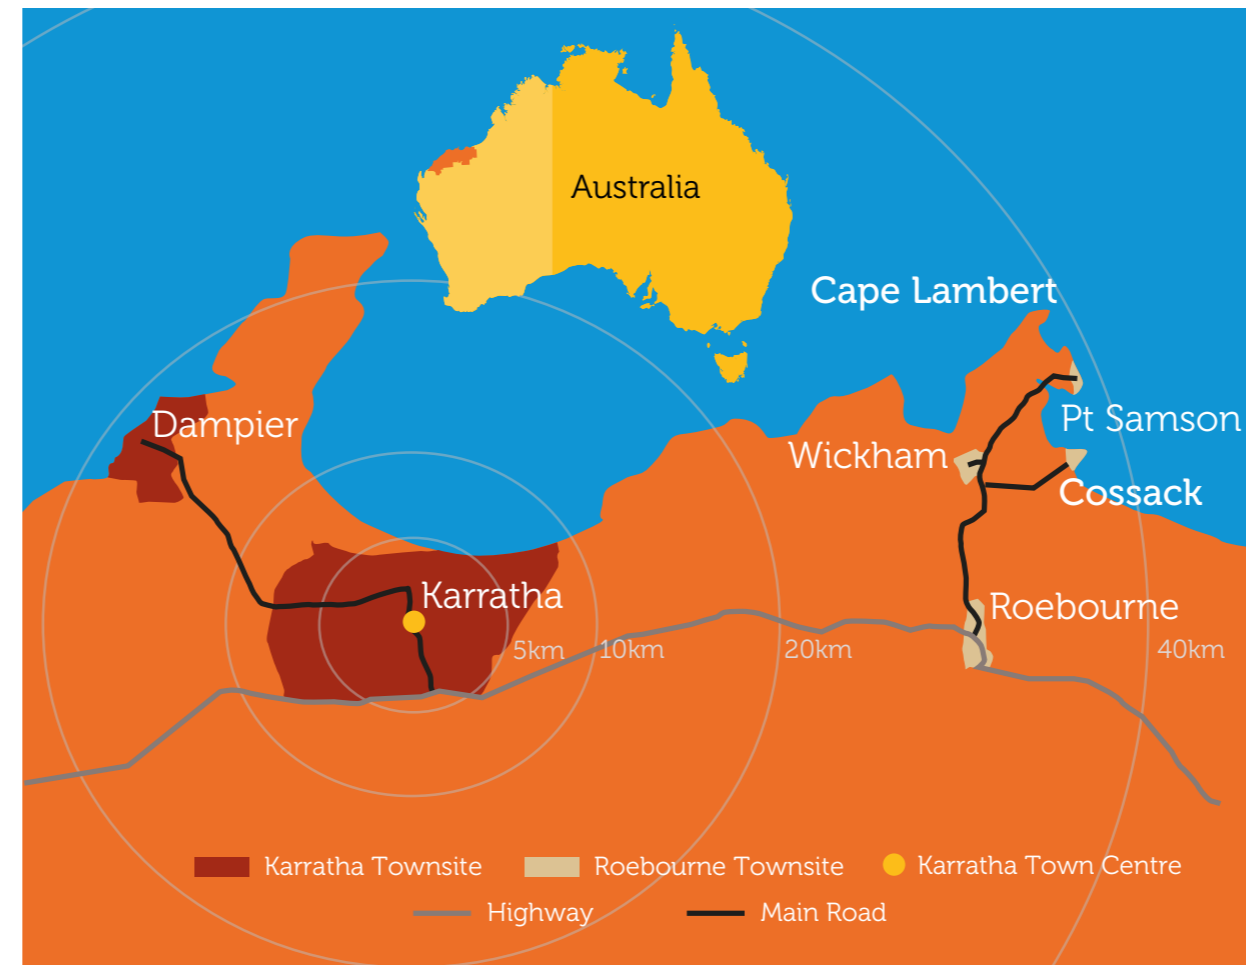 Australia
Cape Lambert
Dampier
Pt Samson
Wickham
Cossack
Karratha
Roebourne
5km
10km
20km
40km
Karratha Townsite
Roebourne Townsite
Karratha Town Centre
Highway
Main Road